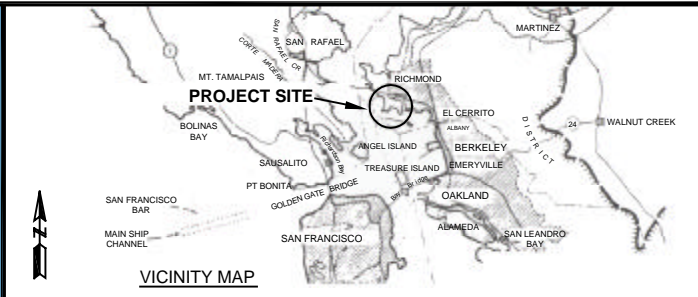 MARTINEZ
SAN RAFAEL
SAN RAFAEL CR
CORTE MADERA
MT. TAMALPAIS
RICHMOND
PROJECT SITE
BOLINAS
BAY
EL CERRITO
ALBANY
DISTRICT
24
WALNUT CREEK
ANGEL ISLAND
BERKELEY
Richardson Bay
SAUSALITO
TREASURE ISLAND
EMERYVILLE
PT BONITA
GOLDEN GATE BRIDGE
OAKLAND
SAN FRANCISCO
BAR
MAIN SHIP
CHANNEL
N
SAN FRANCISCO
ALAMEDA
SAN LEANDRO
BAY
VICINITY MAP